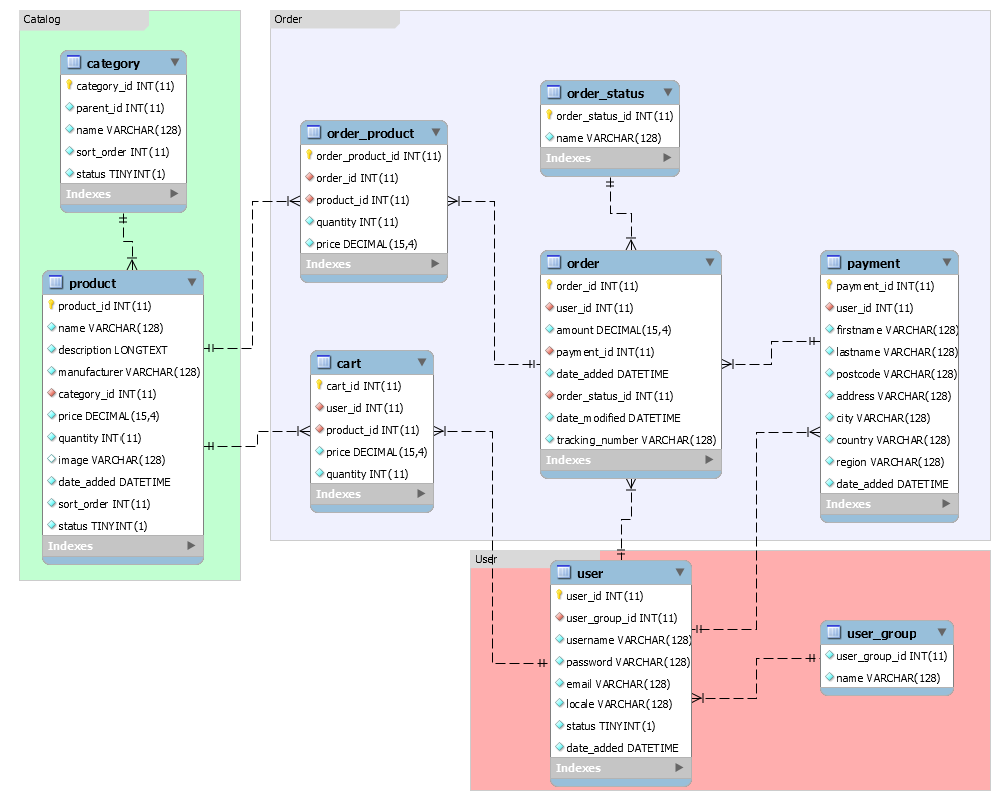 Catalog
category
category_id INT(11)
parent_id INT(11)
name VARCHAR(128)
sort_order INT(11)
status TINYINT(1)
Indexes
product
product_id INT(11)
name VARCHAR(128)
description LONGTEXT
manufacturer VARCHAR(128)
category_id INT(11)
price DECIMAL(15,4)
quantity INT(11)
image VARCHAR(128)
date_added DATETIME
sort_order INT(11)
status TINYINT(1)
Indexes
Order
order_product
order_product_id INT(11)
order_id INT(11)
product_id INT(11)
quantity INT(11)
price DECIMAL(15,4)
Indexes
cart
cart_id INT(11)
user_id INT(11)
product_id INT(11)
price DECIMAL(15,4)
quantity INT(11)
Indexes
order_status
order_status_id INT(11)
name VARCHAR(128)
Indexes
order
order_id INT(11)
user_id INT(11)
amount DECIMAL(15,4)
payment_id INT(11)
date_added DATETIME
order_status_id INT(11)
date_modified DATETIME
tracking_number VARCHAR(128)
Indexes
payment
payment_id INT(11)
user_id INT(11)
firstname VARCHAR(128)
lastname VARCHAR(128)
postcode VARCHAR(128)
address VARCHAR(128)
city VARCHAR(128)
country VARCHAR(128)
region VARCHAR(128)
date_added DATETIME
Indexes
User
user
user_id INT(11)
user_group_id INT(11)
username VARCHAR(128)
password VARCHAR(128)
email VARCHAR(128)
locale VARCHAR(128)
status TINYINT(1)
date_added DATETIME
Indexes
user_group
user_group_id INT(11)
name VARCHAR(128)